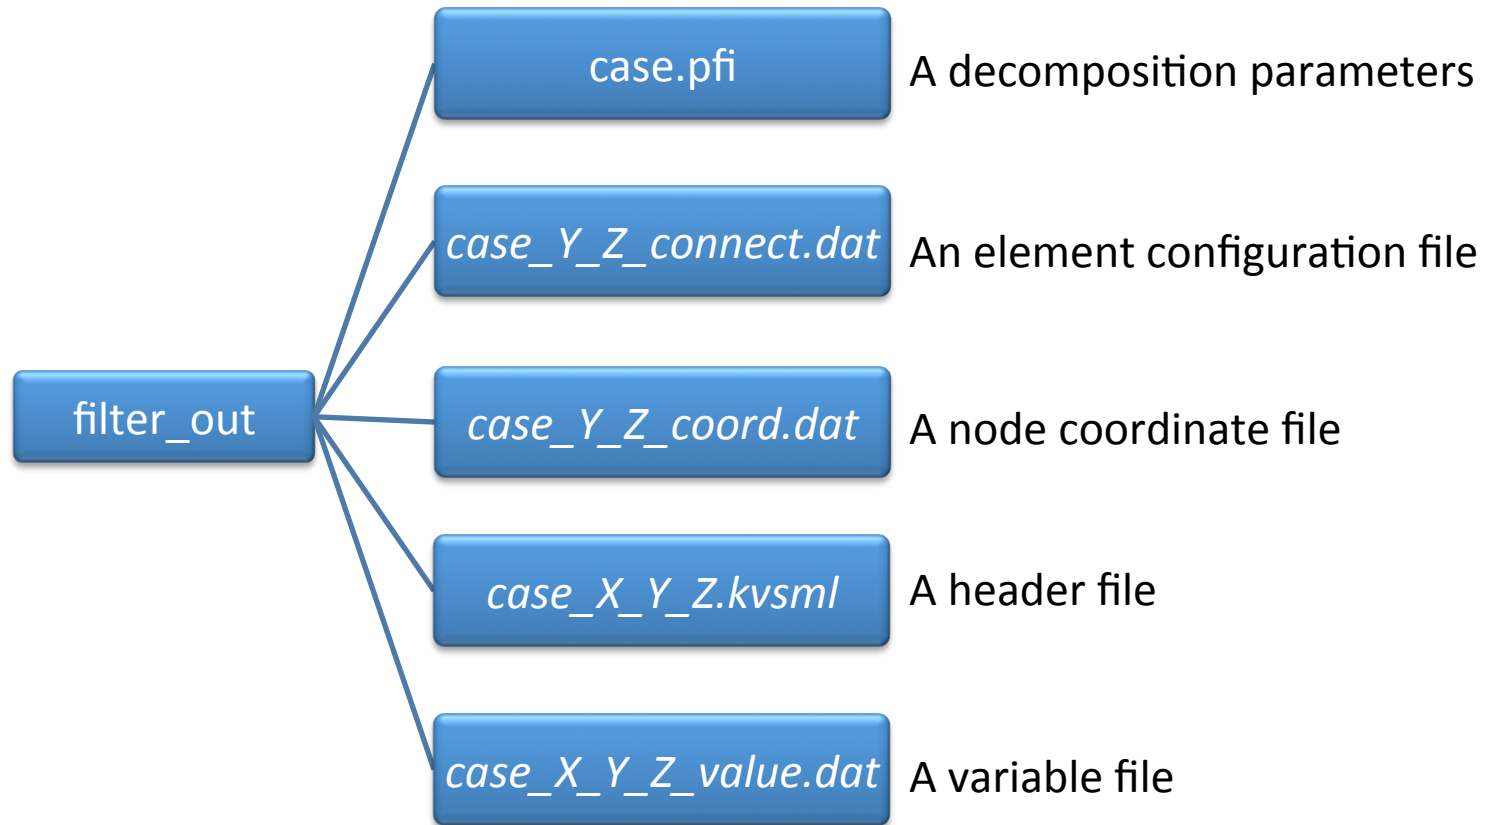 case.pfi
A decomposition parameters
case_Y_Z_connect.dat
An element configuration file
filter_out
case_Y_Z_coord.dat
A node coordinate file
case_X_Y_Z.kvsml
A header file
case_X_Y_Z_value.dat
A variable file